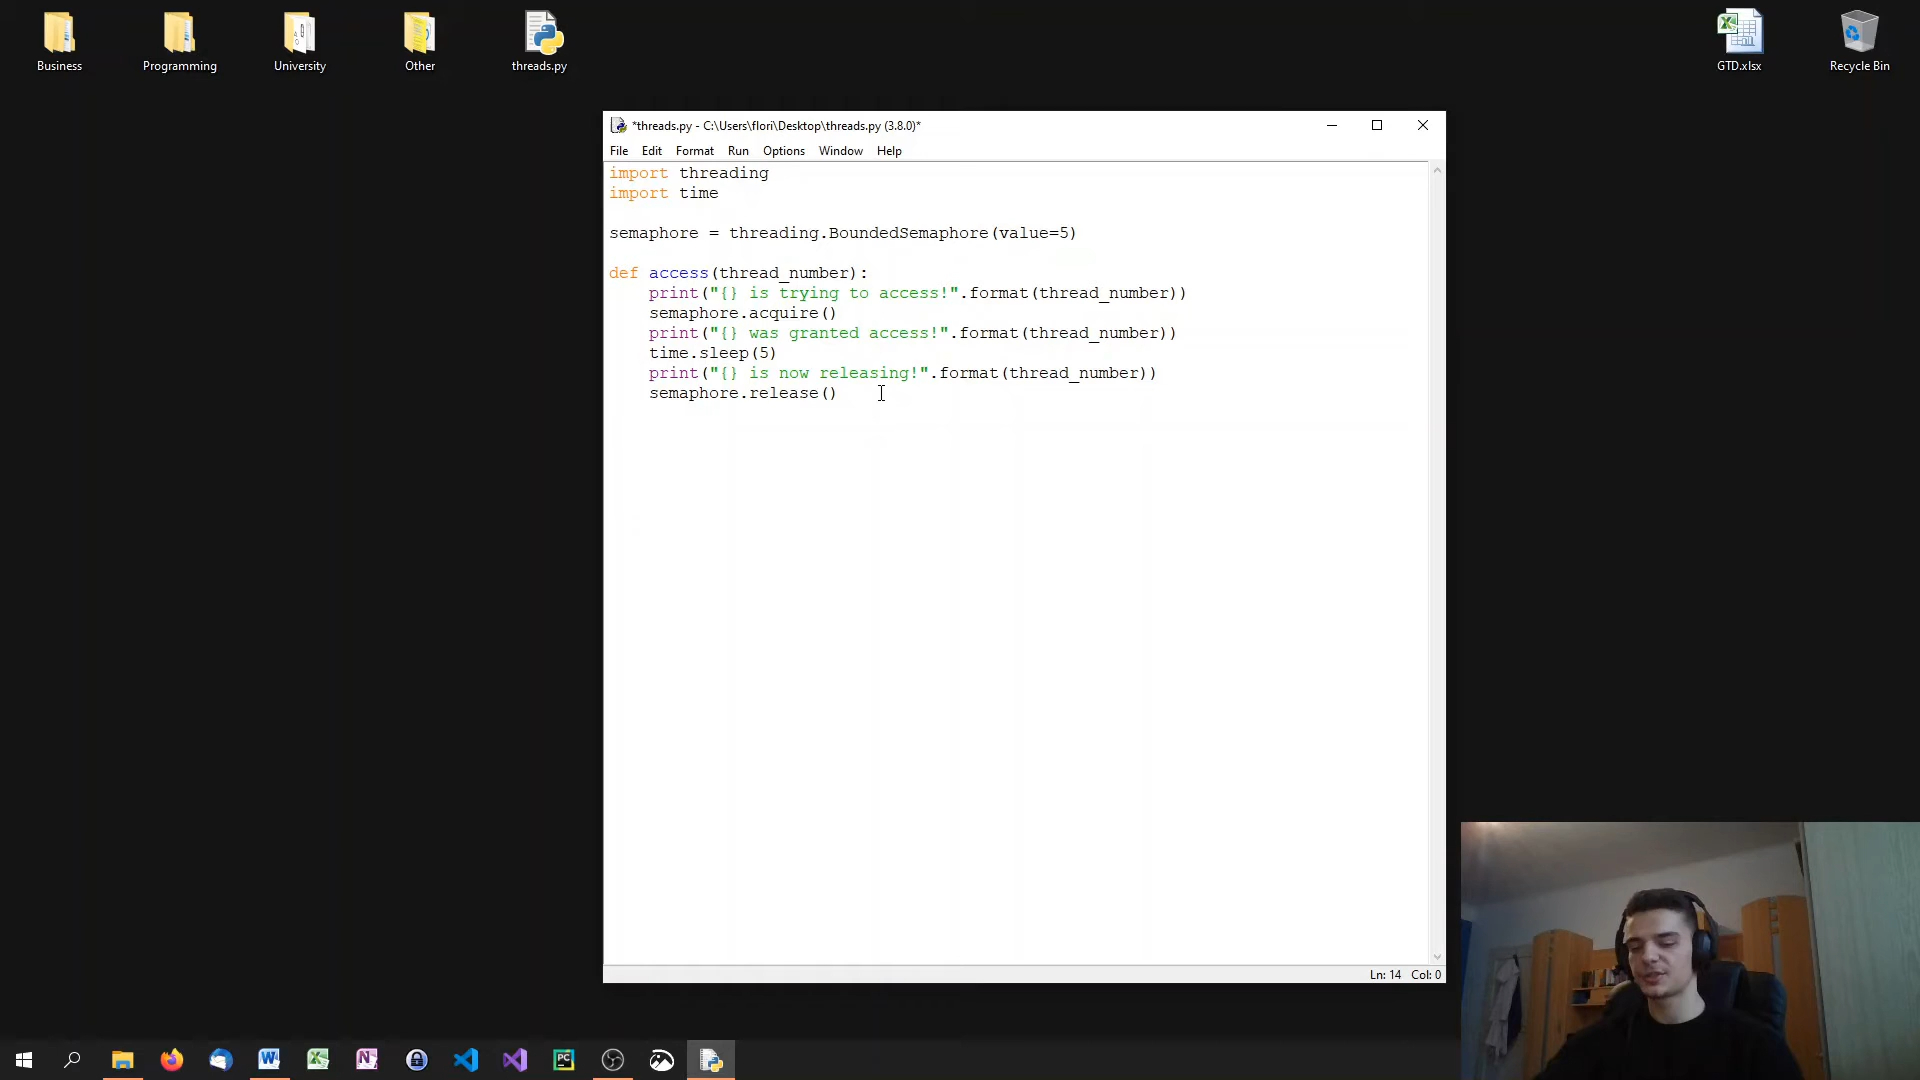 Business
Programming
University
Other
threads.py
GTD.xlsx
Recycle Bin
*threads.py - C:\Users\flori\Desktop\threads.py (3.8.0)*
File Edit Format Run Options Window Help
import threading
import time
semaphore = threading.BoundedSemaphore(value=5)
def access(thread_number):
    print("{} is trying to access!".format(thread_number))
    semaphore.acquire()
    print("{} was granted access!".format(thread_number))
    time.sleep(5)
    print("{} is now releasing!".format(thread_number))
    semaphore.release()
Ln: 14 Col: 0